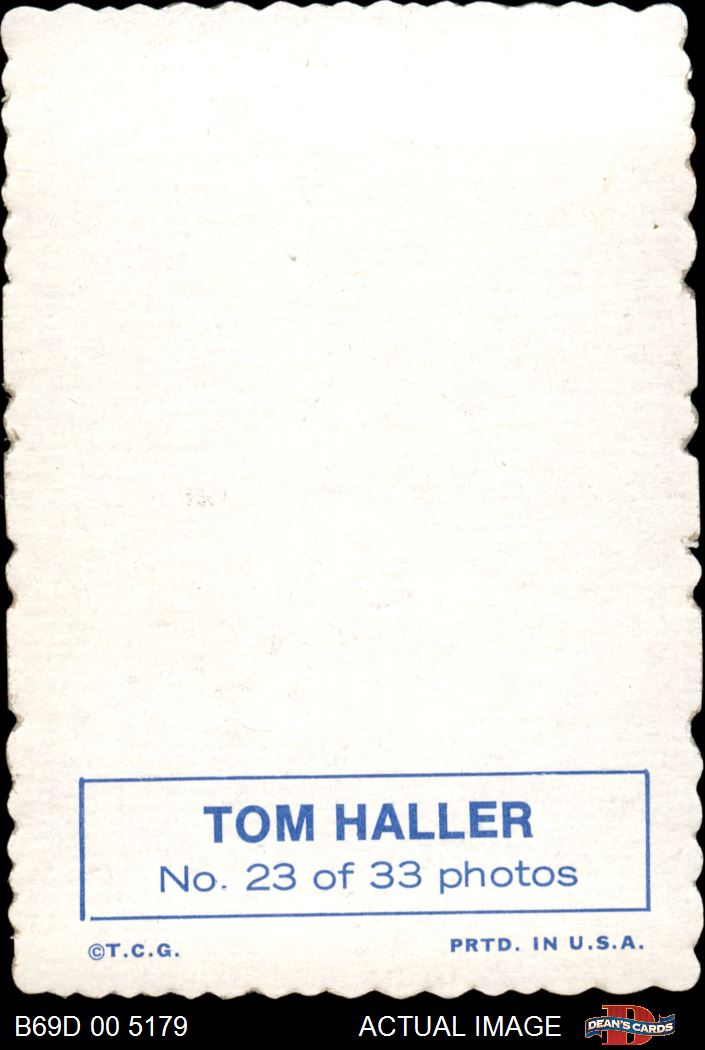 TOM HALLER
No. 23 of 33 photos
©T.C.G. PRTD. IN U.S.A.
B69D 00 5179 ACTUAL IMAGE D DEAN'S CARDS